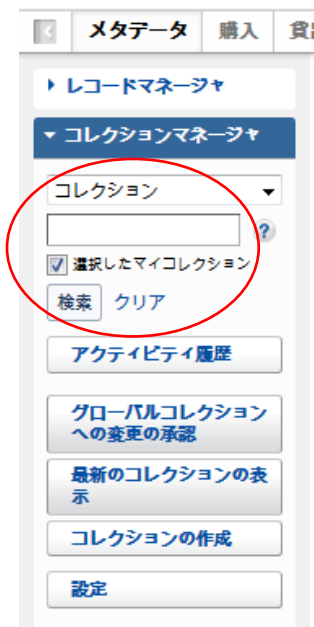 メタデータ 購入
レコードマネージャ
コレクションマネージャ
コレクション
?
選択したマイコレクション
検索 クリア
アクティビティ履歴
グローバルコレクション
への変更の承認
最新のコレクションの表
示
コレクションの作成
設定